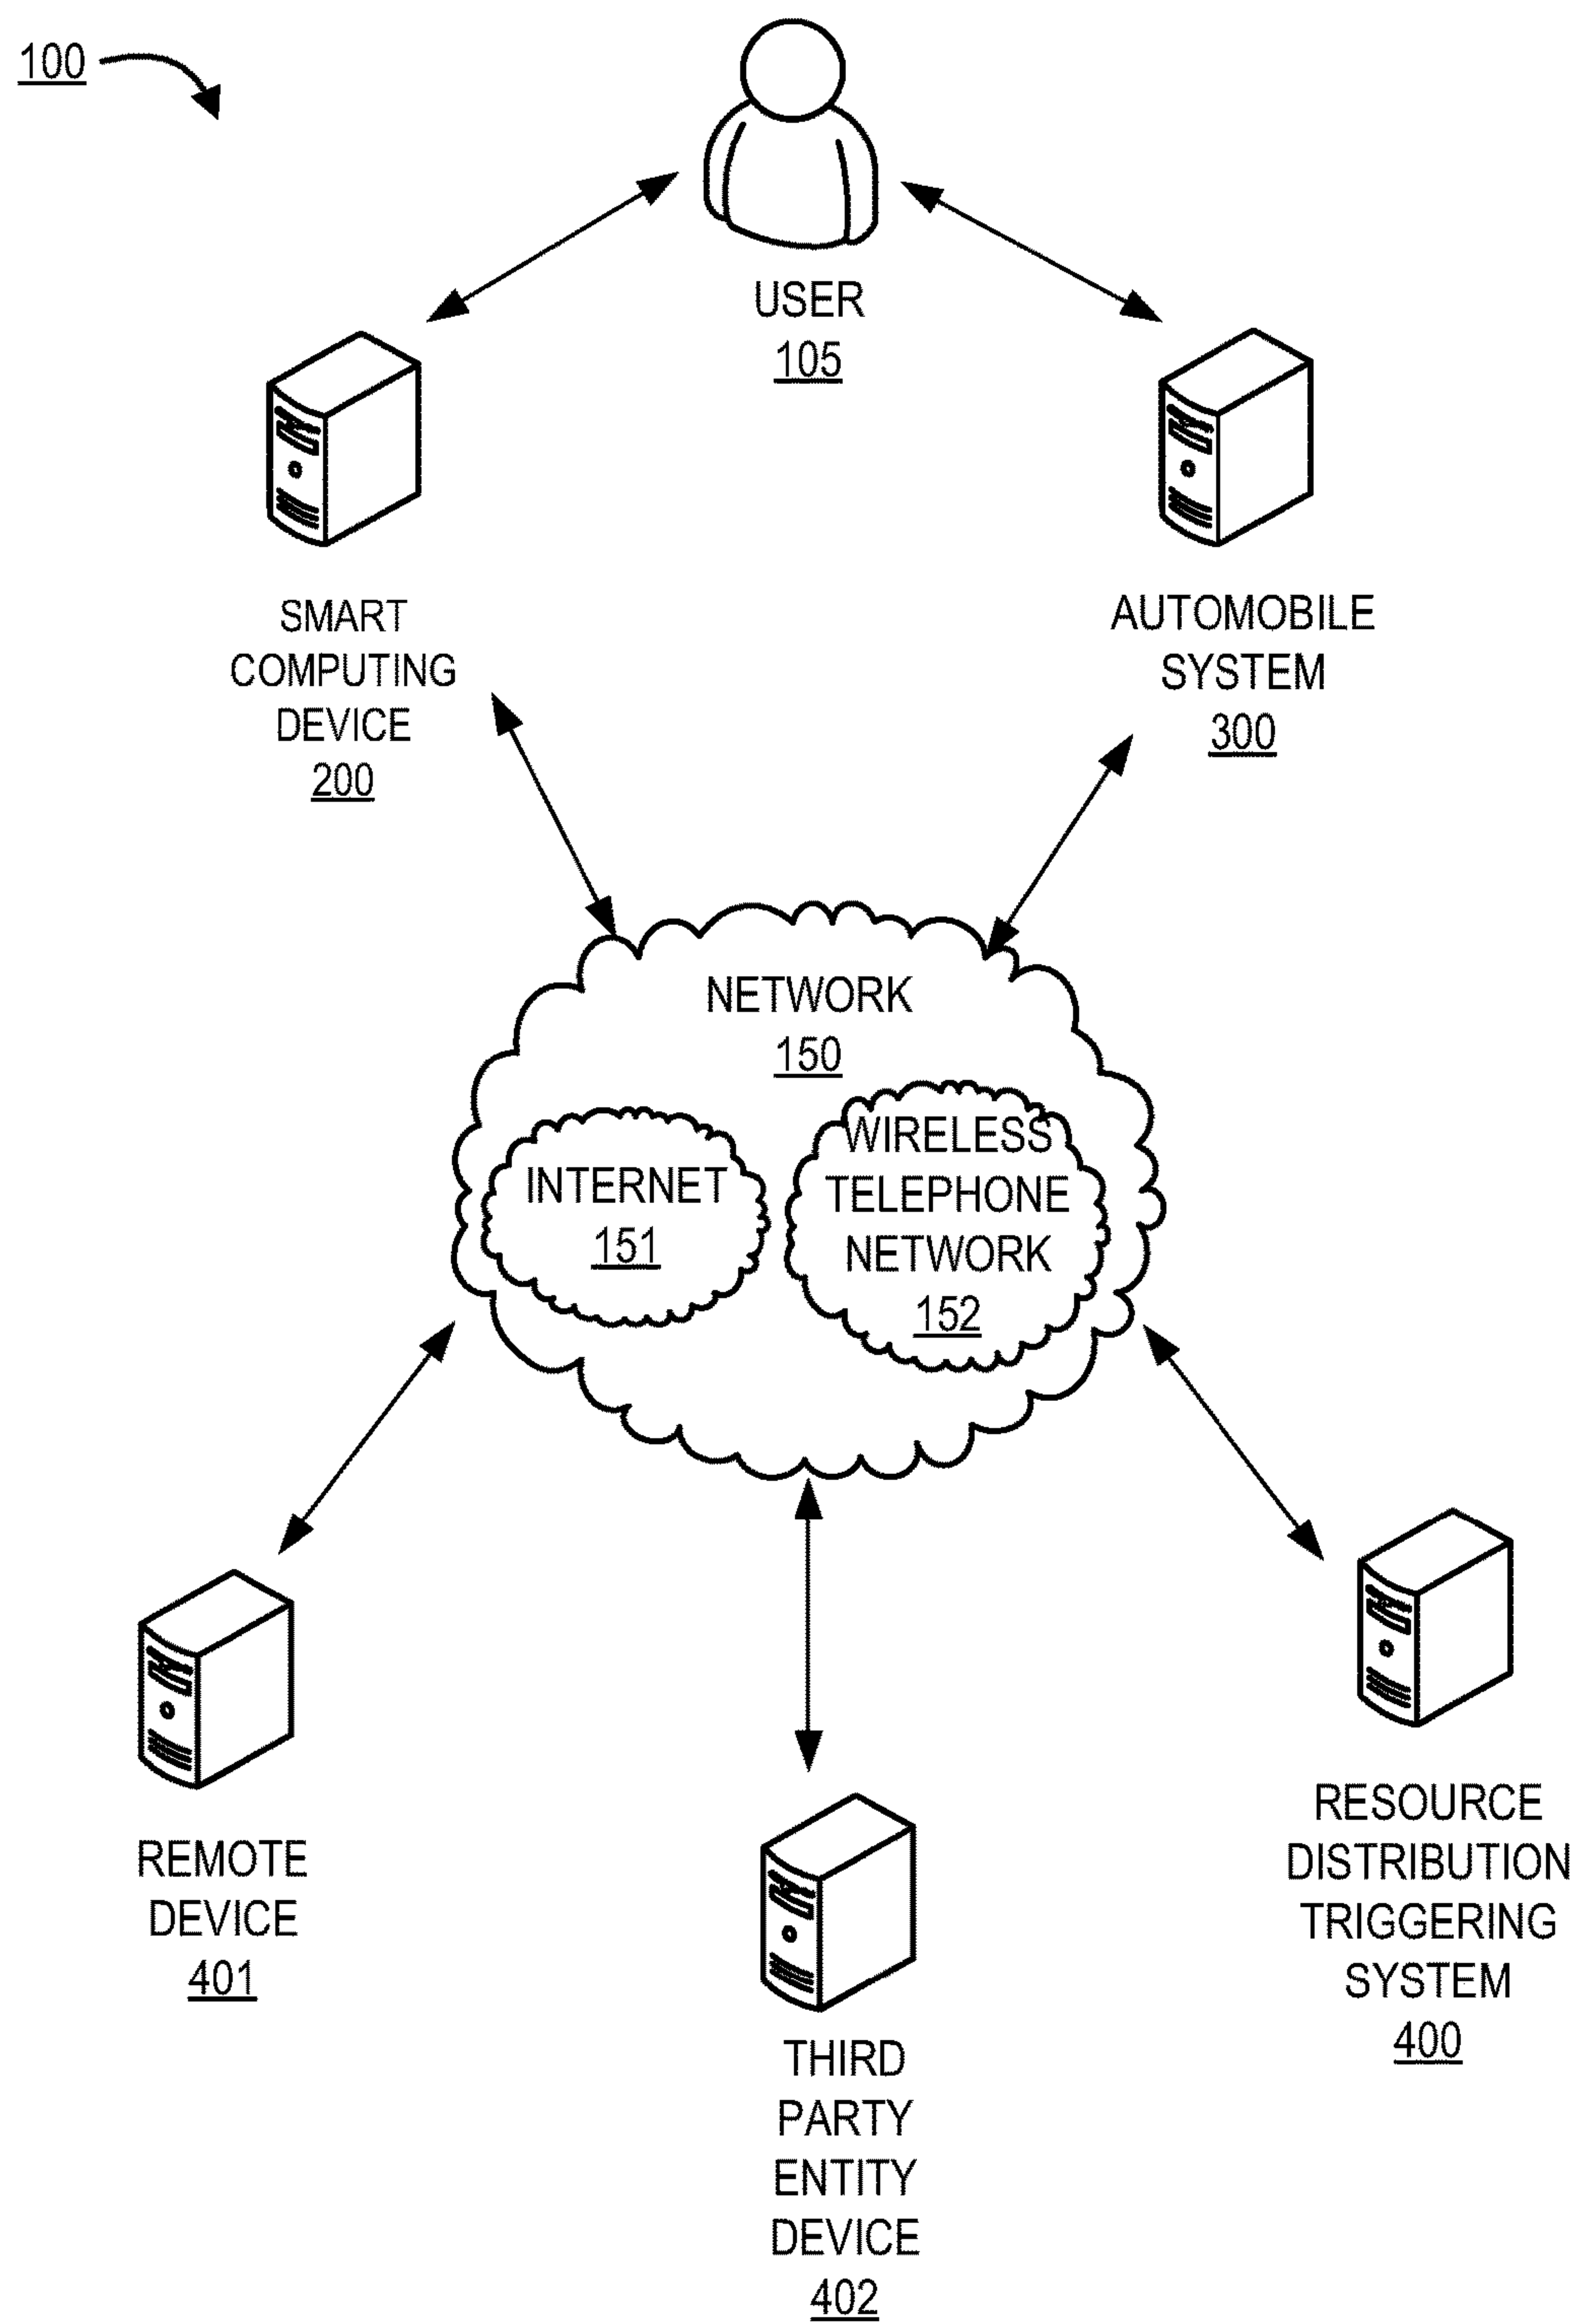 100
USER
105
SMART
COMPUTING
DEVICE
200
AUTOMOBILE
SYSTEM
300
NETWORK
150
INTERNET
151
WIRELESS
TELEPHONE
NETWORK
152
REMOTE
DEVICE
401
THIRD
PARTY
ENTITY
DEVICE
402
RESOURCE
DISTRIBUTION
TRIGGERING
SYSTEM
400